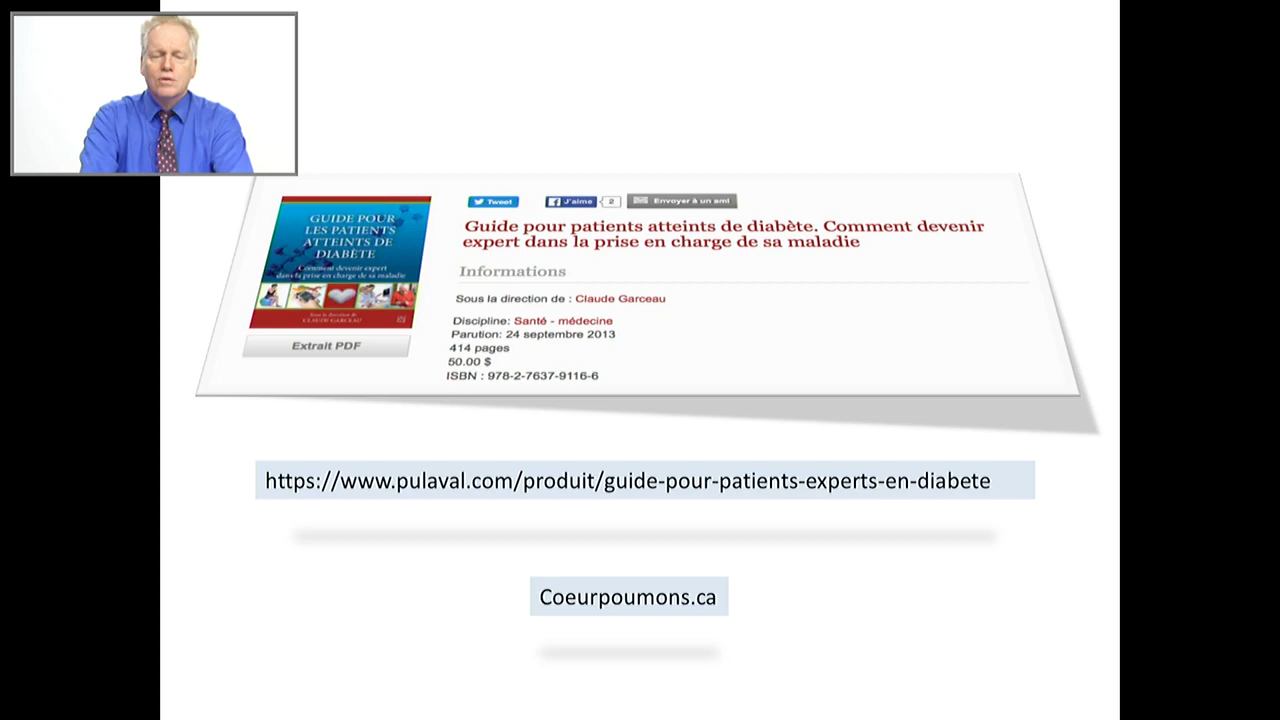 Tweet
J'aime 2
Envoyer à un ami
GUIDE POUR
LES PATIENTS
ATTEINTS DE
DIABÈTE
Comment devenir expert
dans la prise en charge de sa maladie
Sous la direction de
CLAUDE GARCEAU
Extrait PDF
Guide pour patients atteints de diabète. Comment devenir
expert dans la prise en charge de sa maladie
Informations
Sous la direction de : Claude Garceau
Discipline: Santé - médecine
Parution: 24 septembre 2013
414 pages
50.00 $
ISBN : 978-2-7637-9116-6
https://www.pulaval.com/produit/guide-pour-patients-experts-en-diabete
Coeurpoumons.ca